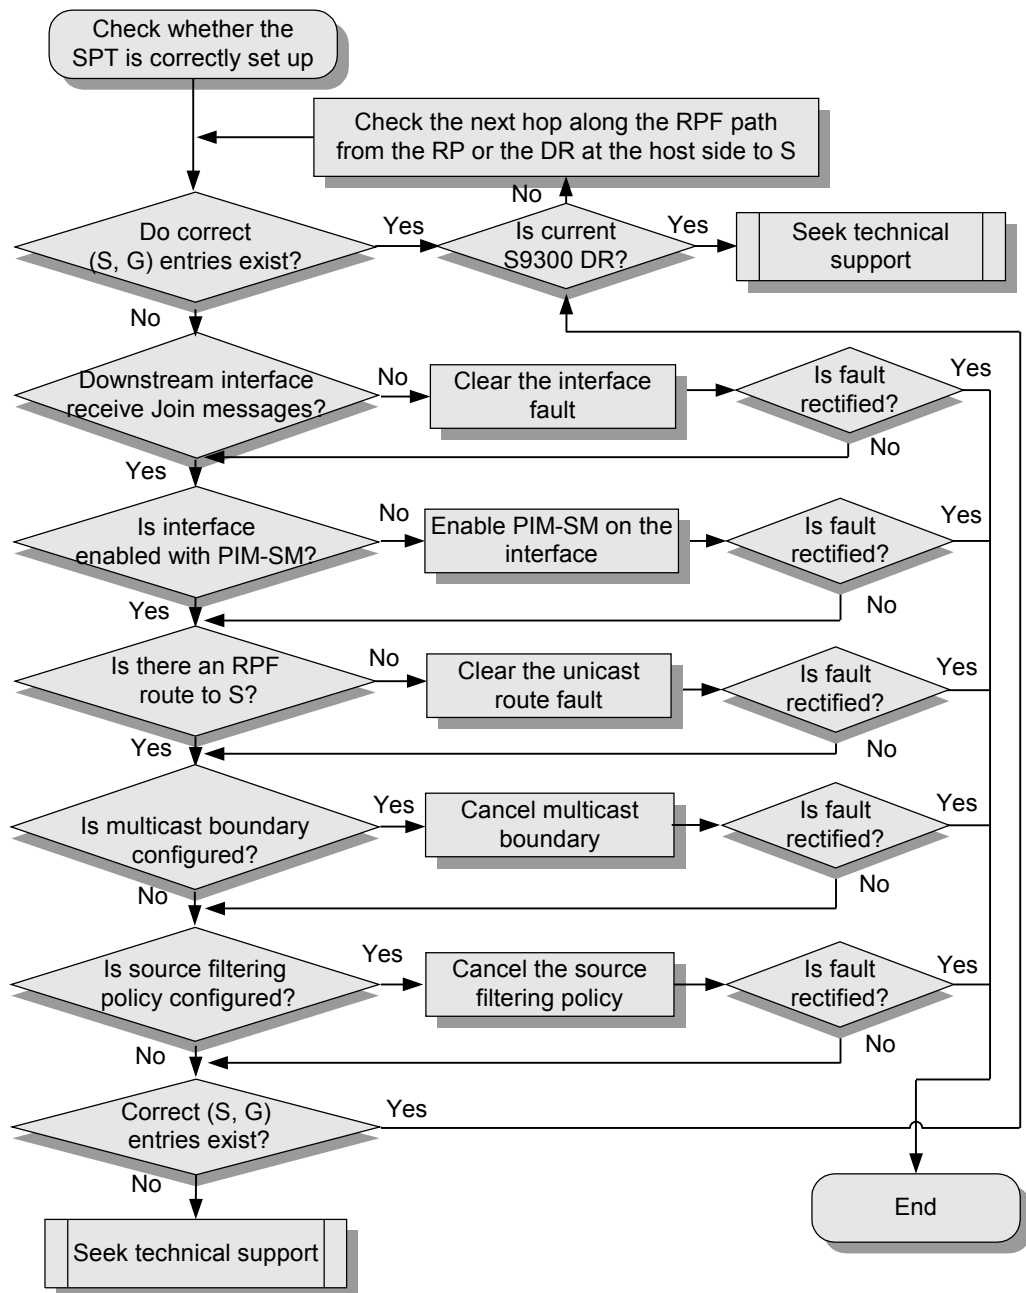 Check whether the
SPT is correctly set up
Check the next hop along the RPF path
from the RP or the DR at the host side to S
No
Do correct
(S, G) entries exist?
Yes
Is current
S9300 DR?
Yes
Seek technical
support
No
Downstream interface
receive Join messages?
No
Clear the interface
fault
Is fault
rectified?
Yes
No
Yes
Is interface
enabled with PIM-SM?
No
Enable PIM-SM on the
interface
Is fault
rectified?
Yes
No
Yes
Is there an RPF
route to S?
No
Clear the unicast
route fault
Is fault
rectified?
Yes
No
Yes
Is multicast boundary
configured?
Yes
Cancel multicast
boundary
Is fault
rectified?
Yes
No
No
Is source filtering
policy configured?
Yes
Cancel the source
filtering policy
Is fault
rectified?
Yes
No
No
Correct (S, G)
entries exist?
Yes
No
Seek technical support
End